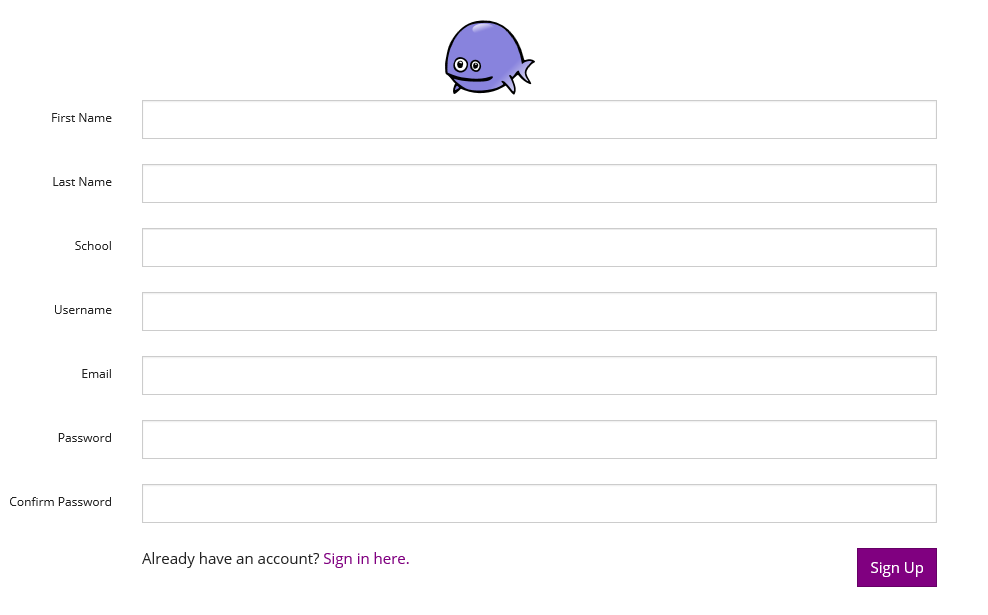 First Name
Last Name
School
Username
Email
Password
Confirm Password
Already have an account? Sign in here.
Sign Up